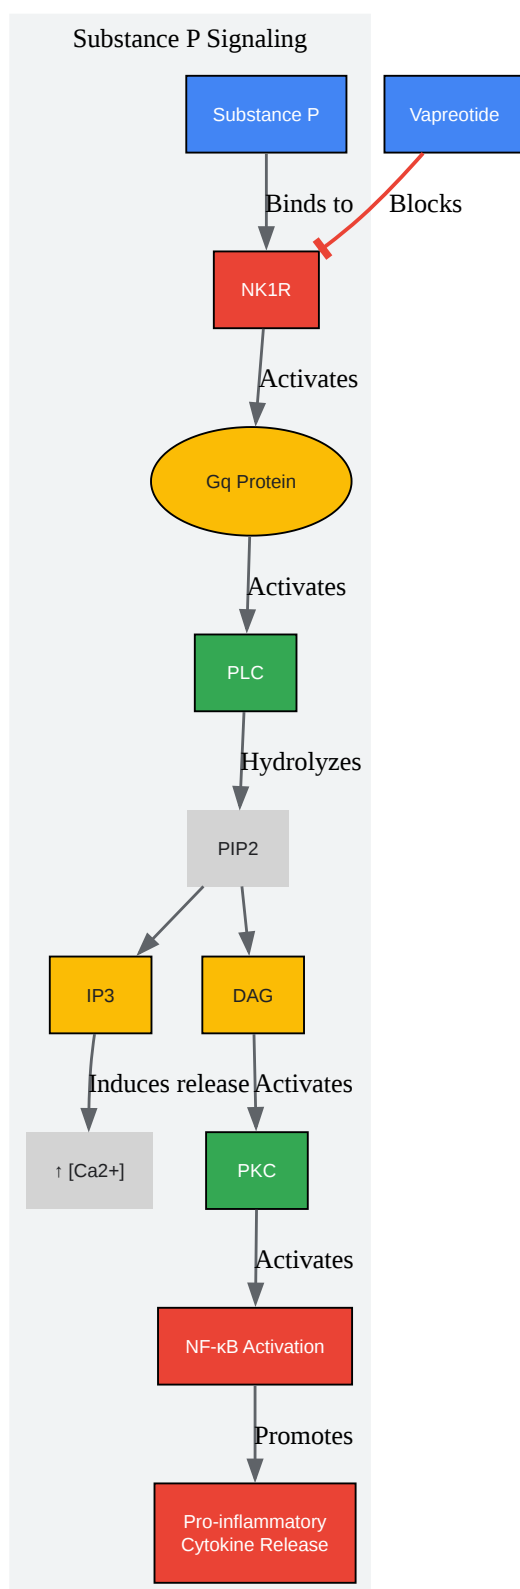 Substance P Signaling
Substance P
Vapreotide
Binds to
Blocks
NK1R
Activates
Gq Protein
Activates
PLC
Hydrolyzes
PIP2
IP3
DAG
Induces release
Activates
↑ [Ca2+]
PKC
Activates
NF-κB Activation
Promotes
Pro-inflammatory
Cytokine Release